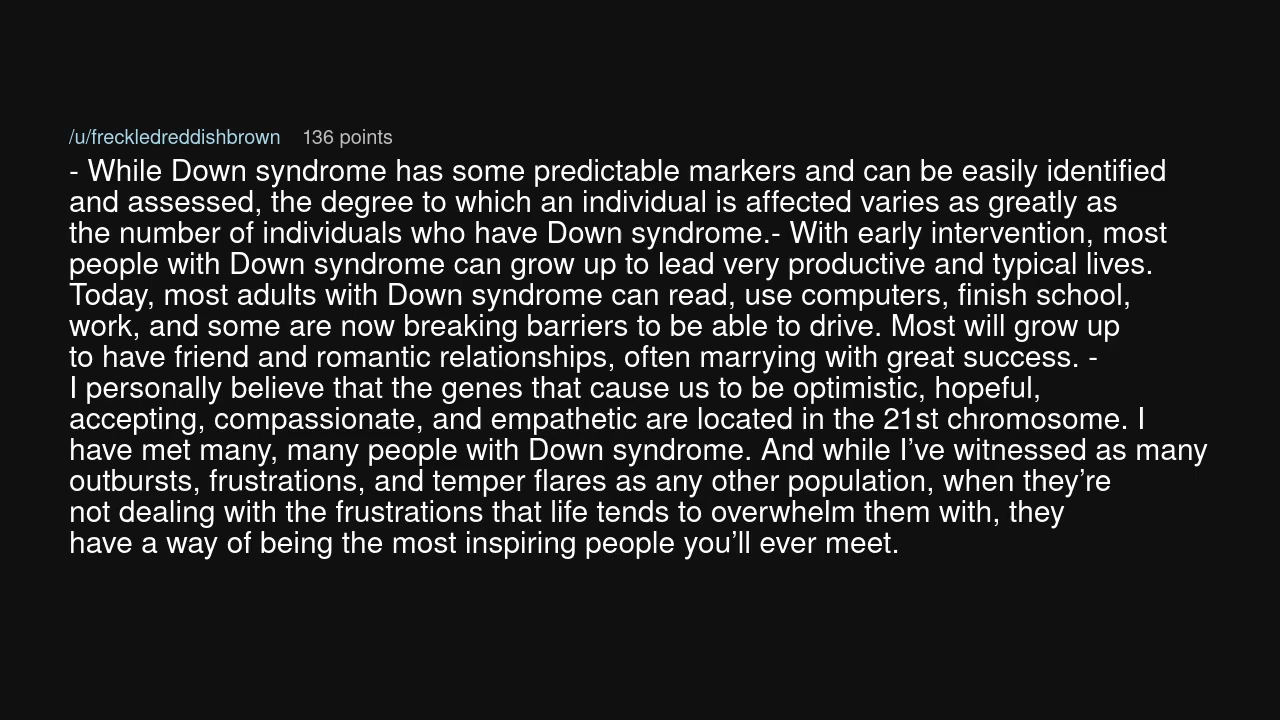 /u/freckledreddishbrown 136 points
- While Down syndrome has some predictable markers and can be easily identified
and assessed, the degree to which an individual is affected varies as greatly as
the number of individuals who have Down syndrome.- With early intervention, most
people with Down syndrome can grow up to lead very productive and typical lives.
Today, most adults with Down syndrome can read, use computers, finish school,
work, and some are now breaking barriers to be able to drive. Most will grow up
to have friend and romantic relationships, often marrying with great success. -
I personally believe that the genes that cause us to be optimistic, hopeful,
accepting, compassionate, and empathetic are located in the 21st chromosome. I
have met many, many people with Down syndrome. And while I’ve witnessed as many
outbursts, frustrations, and temper flares as any other population, when they’re
not dealing with the frustrations that life tends to overwhelm them with, they
have a way of being the most inspiring people you’ll ever meet.